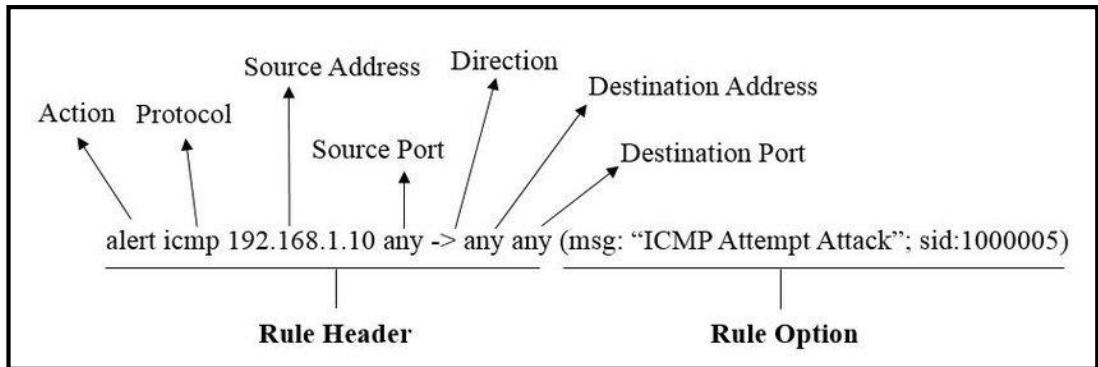 Source Address
Direction
Destination Address
Action
Protocol
Source Port
Destination Port
alert icmp 192.168.1.10 any -> any any (msg: “ICMP Attempt Attack”; sid:1000005)
Rule Header
Rule Option